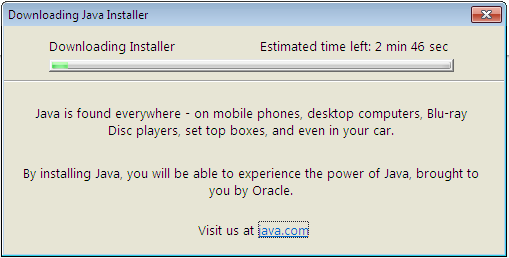 Downloading Java Installer
Downloading Installer Estimated time left: 2 min 46 sec
Java is found everywhere - on mobile phones, desktop computers, Blu-ray
Disc players, set top boxes, and even in your car.
By installing Java, you will be able to experience the power of Java, brought to
you by Oracle.
Visit us at java.com